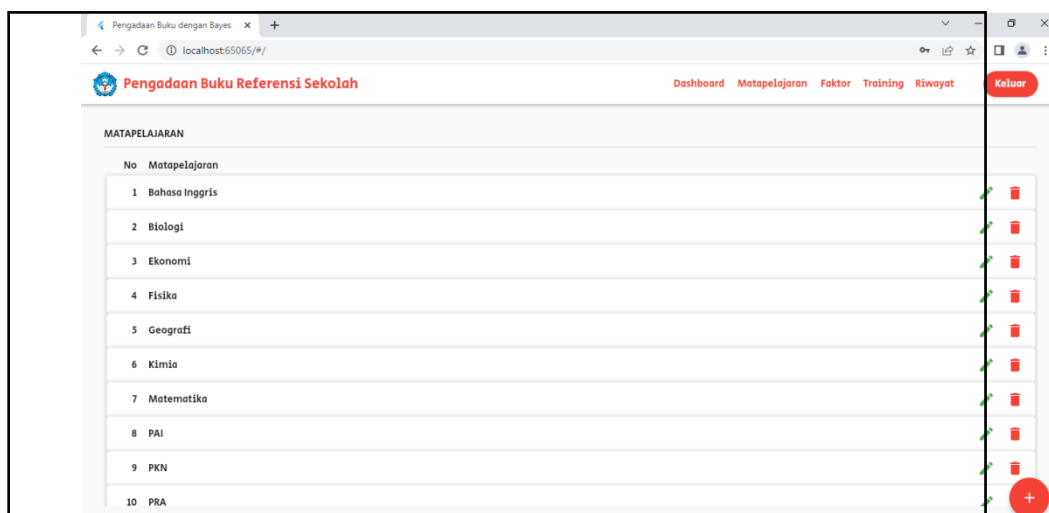 Pengadaan Buku dengan Bayes
localhost:65065/#/
Pengadaan Buku Referensi Sekolah Dashboard Matapelajaran Faktor Training Riwayat Keluar
MATAPELAJARAN
No Matapelajaran
1 Bahasa Inggris
2 Biologi
3 Ekonomi
4 Fisika
5 Geografi
6 Kimia
7 Matematika
8 PAI
9 PKN
10 PRA